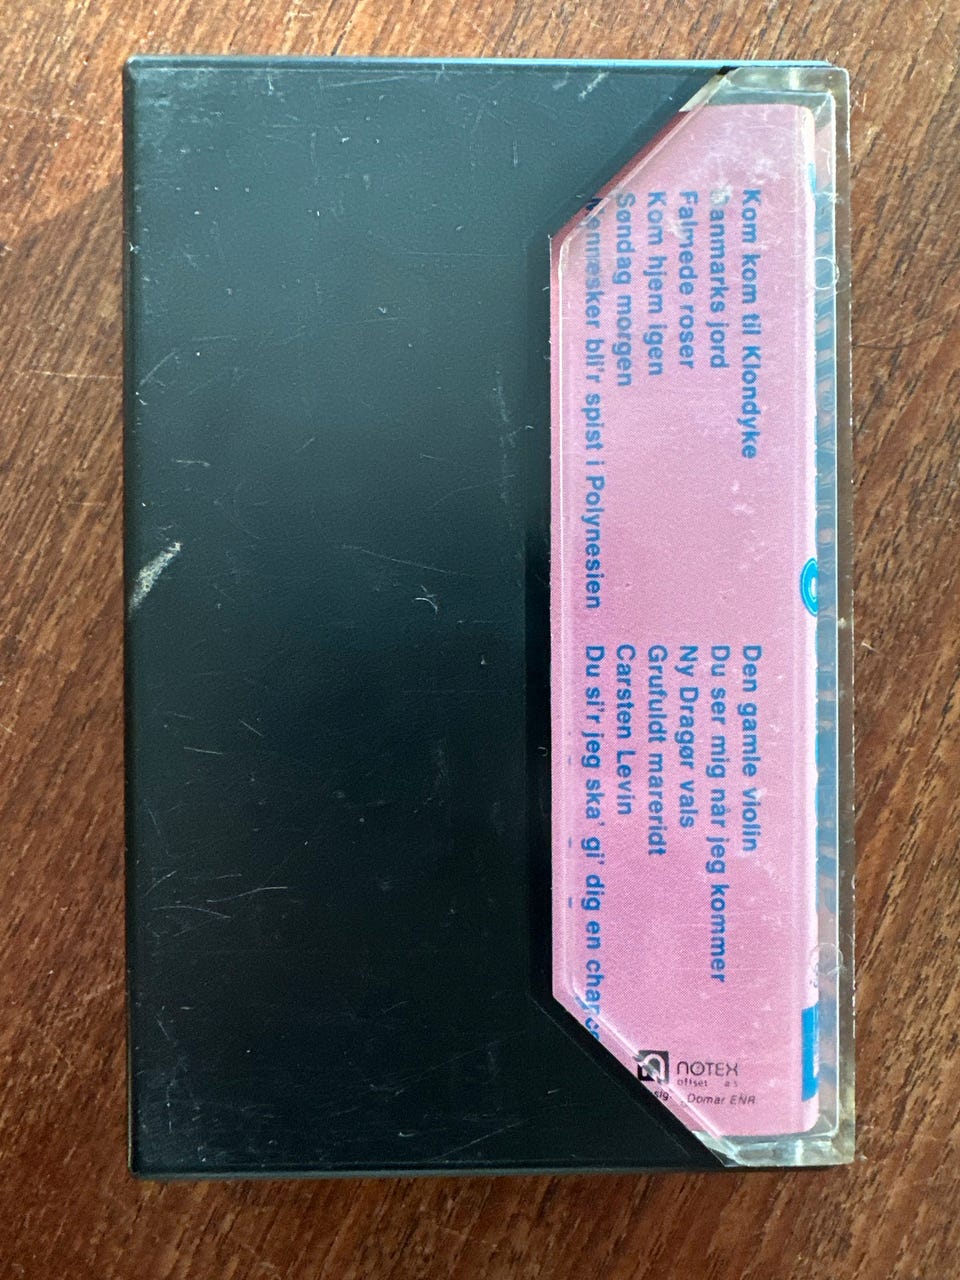 Kom kom til Klondyke
Danmarks jord
Falmede roser
Kom hjem igen
Søndag morgen
Mennesker bli'r spist i Polynesien
Den gamle violin
Du ser mig når jeg kommer
Ny Dragør vals
Grufuldt mareridt
Carsten Levin
Du si'r jeg ska' gi' dig en chance
NOTEX
offset a·s
Domar ENR